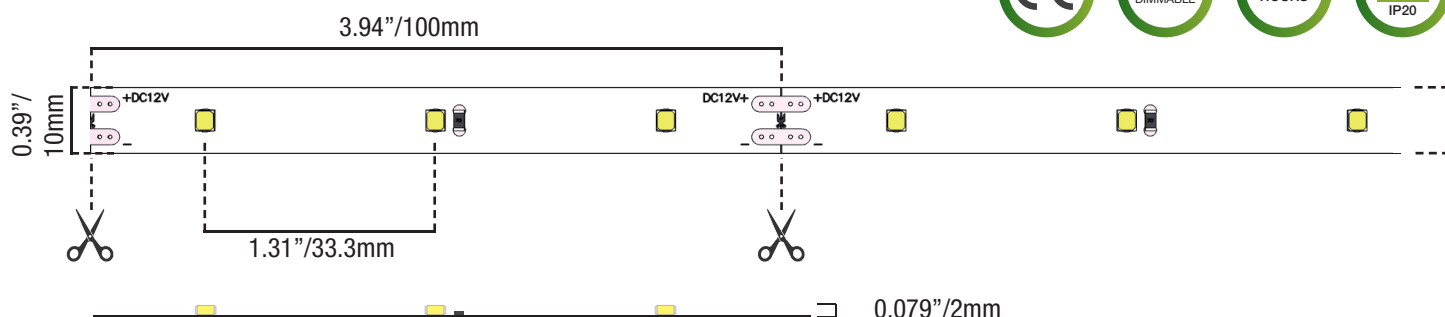 3.94”/100mm
IP20
0.39”/
10mm
+DC12V
DC12V+
+DC12V
-
-
-
1.31”/33.3mm
0.079”/2mm